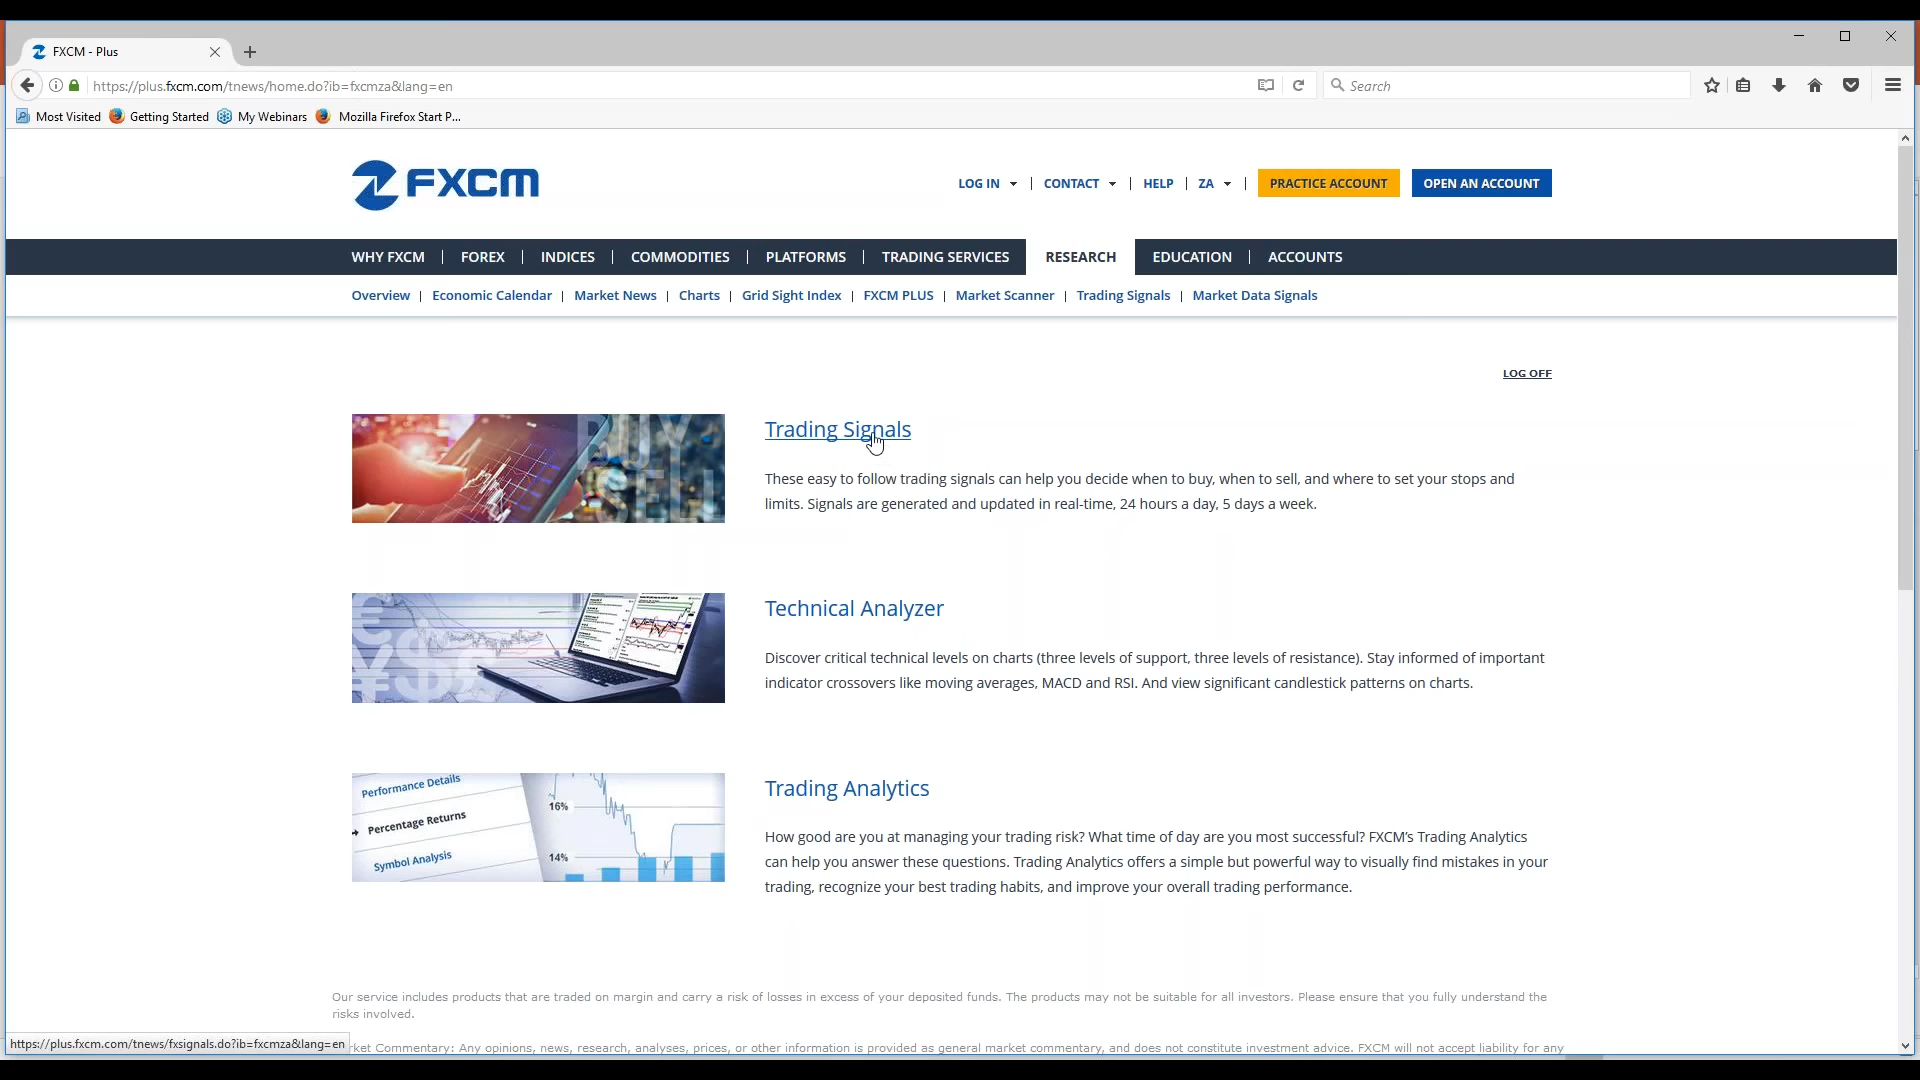 FXCM - Plus
https://plus.fxcm.com/tnews/home.do?ib=fxcmza&lang=en
Search
Most Visited
Getting Started
My Webinars
Mozilla Firefox Start P...
FXCM
LOG IN | CONTACT | HELP | ZA |
PRACTICE ACCOUNT
OPEN AN ACCOUNT
WHY FXCM | FOREX | INDICES | COMMODITIES | PLATFORMS | TRADING SERVICES RESEARCH EDUCATION | ACCOUNTS
Overview | Economic Calendar | Market News | Charts | Grid Sight Index | FXCM PLUS | Market Scanner | Trading Signals | Market Data Signals
LOG OFF
BUY
SELL
Trading Signals
These easy to follow trading signals can help you decide when to buy, when to sell, and where to set your stops and
limits. Signals are generated and updated in real-time, 24 hours a day, 5 days a week.
Technical Analyzer
Discover critical technical levels on charts (three levels of support, three levels of resistance). Stay informed of important
indicator crossovers like moving averages, MACD and RSI. And view significant candlestick patterns on charts.
Performance Details
Percentage Returns
Symbol Analysis
16%
14%
Trading Analytics
How good are you at managing your trading risk? What time of day are you most successful? FXCM's Trading Analytics
can help you answer these questions. Trading Analytics offers a simple but powerful way to visually find mistakes in your
trading, recognize your best trading habits, and improve your overall trading performance.
Our service includes products that are traded on margin and carry a risk of losses in excess of your deposited funds. The products may not be suitable for all investors. Please ensure that you fully understand the
risks involved.
https://plus.fxcm.com/tnews/fxsignals.do?ib=fxcmza&lang=en
rket Commentary: Any opinions, news, research, analyses, prices, or other information is provided as general market commentary, and does not constitute investment advice. FXCM will not accept liability for any